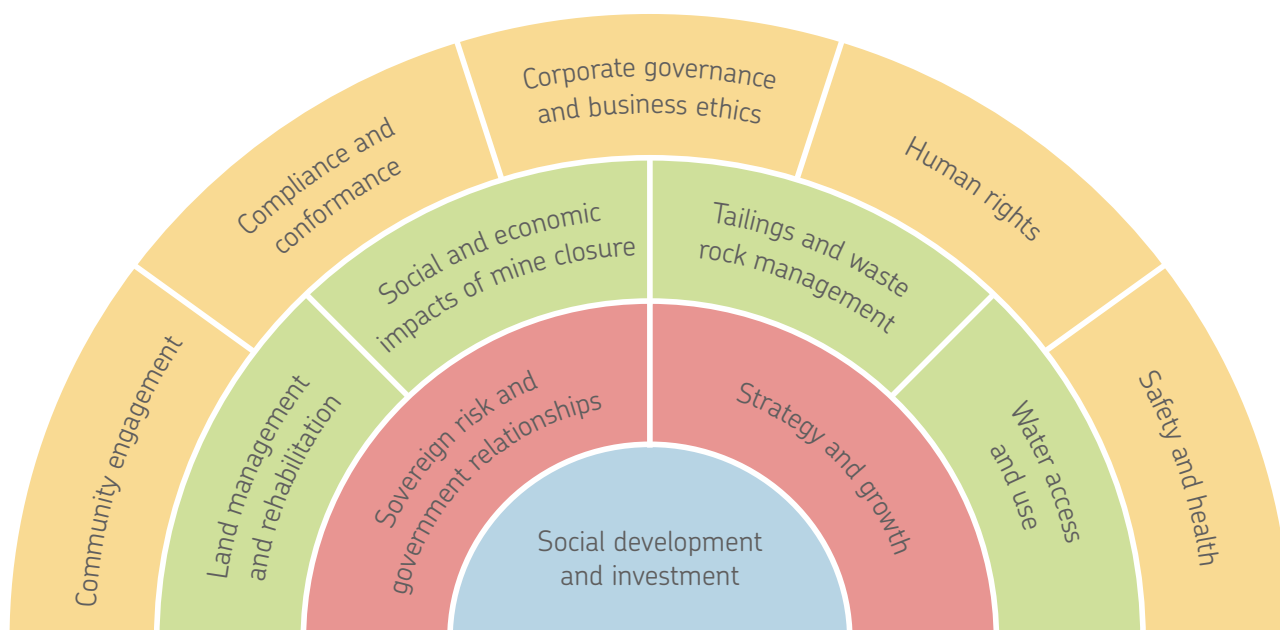 Corporate governance
and business ethics
Compliance and
conformance
Human rights
Community engagement
Safety and health
Social and economic
impacts of mine closure
Tailings and waste
rock management
Land management
and rehabilitation
Water access
and use
Sovereign risk and
government relationships
Strategy and growth
Social development
and investment